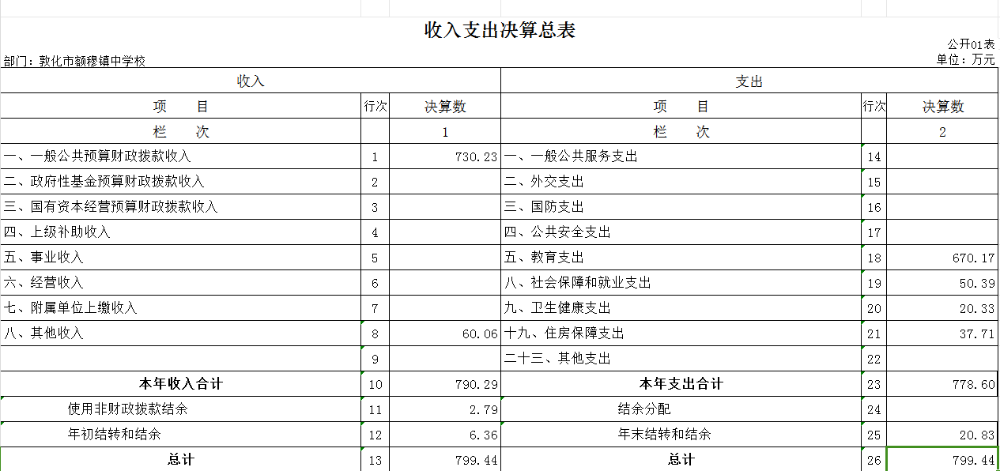 收入支出决算总表
公开01表
部门：敦化市额穆镇中学校 单位：万元
收入 支出
项 目 行次 决算数 项 目 行次 决算数
栏 次 1 栏 次 2
一、一般公共预算财政拨款收入 1 730.23 一、一般公共服务支出 14
二、政府性基金预算财政拨款收入 2 二、外交支出 15
三、国有资本经营预算财政拨款收入 3 三、国防支出 16
四、上级补助收入 4 四、公共安全支出 17
五、事业收入 5 五、教育支出 18 670.17
六、经营收入 6 八、社会保障和就业支出 19 50.39
七、附属单位上缴收入 7 九、卫生健康支出 20 20.33
八、其他收入 8 60.06 十九、住房保障支出 21 37.71
9 二十三、其他支出 22
本年收入合计 10 790.29 本年支出合计 23 778.60
使用非财政拨款结余 11 2.79 结余分配 24
年初结转和结余 12 6.36 年末结转和结余 25 20.83
总计 13 799.44 总计 26 799.44